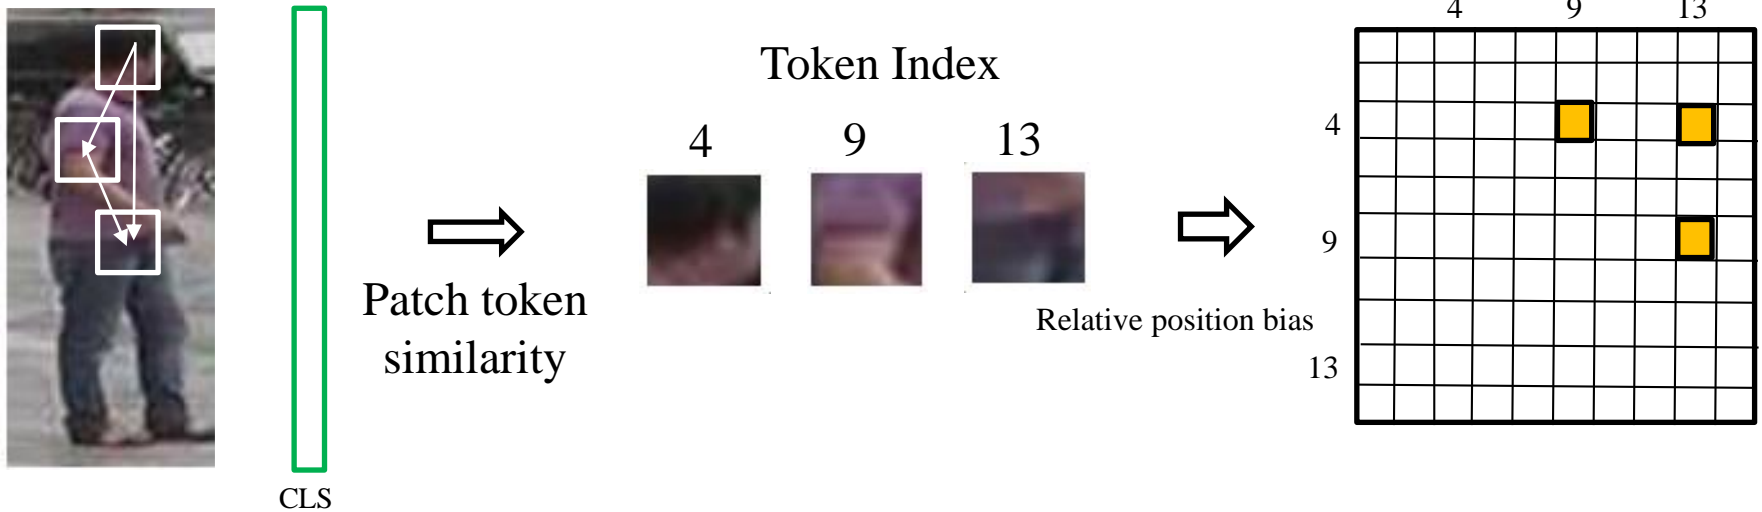 4 9 13
Token Index
4 9 13
4
9
Patch token
similarity
Relative position bias
13
CLS